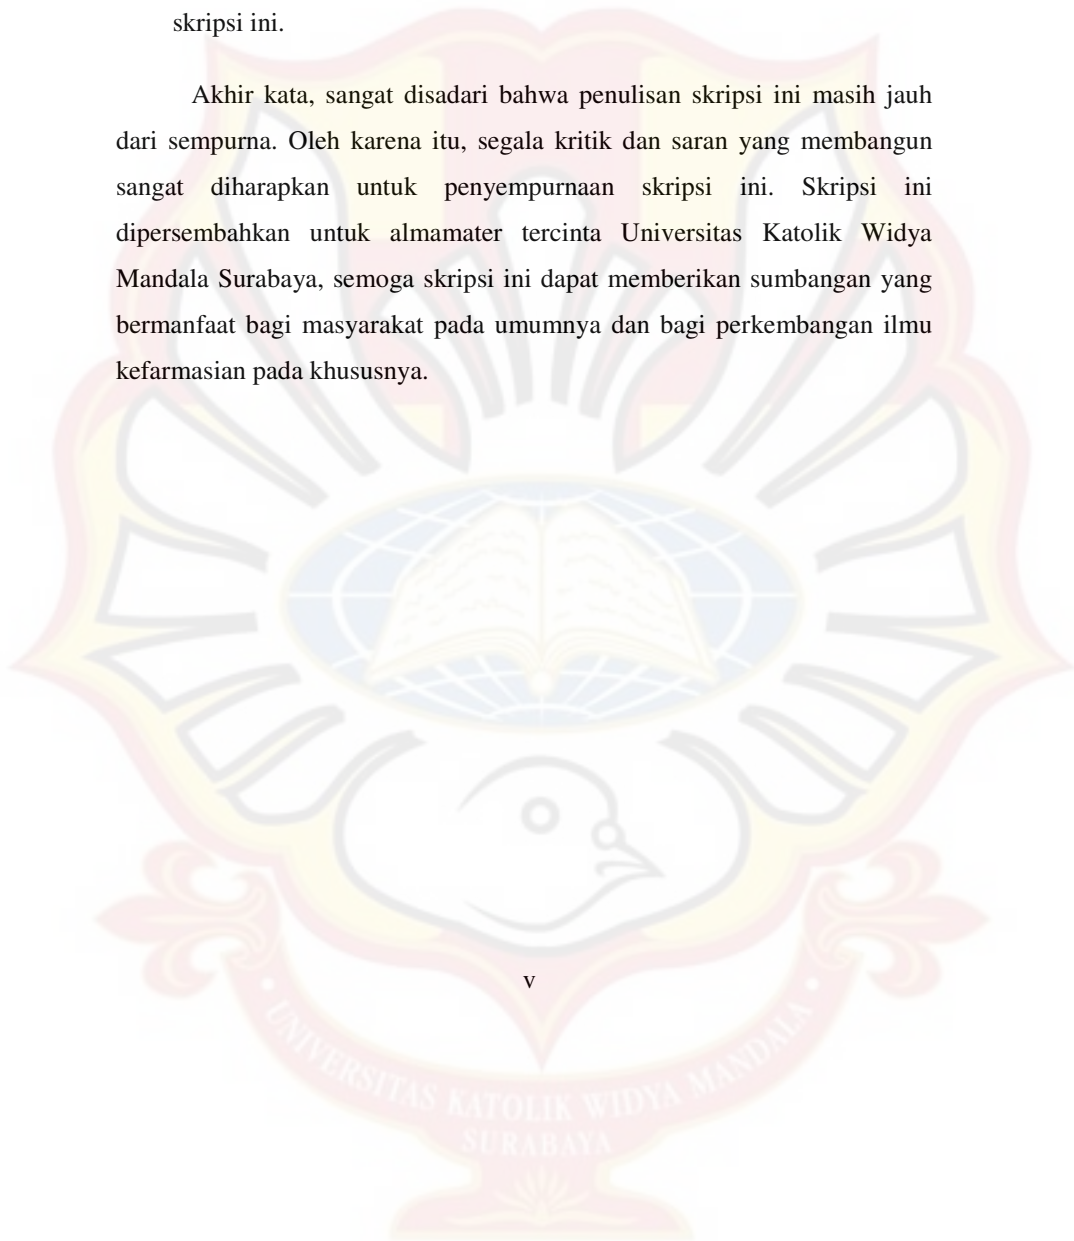 skripsi ini.
Akhir kata, sangat disadari bahwa penulisan skripsi ini masih jauh
dari sempurna. Oleh karena itu, segala kritik dan saran yang membangun
sangat diharapkan untuk penyempurnaan skripsi ini. Skripsi ini
dipersembahkan untuk almamater tercinta Universitas Katolik Widya
Mandala Surabaya, semoga skripsi ini dapat memberikan sumbangan yang
bermanfaat bagi masyarakat pada umumnya dan bagi perkembangan ilmu
kefarmasian pada khususnya.
v
UNIVERSITAS KATOLIK WIDYA MANDALA
SURABAYA